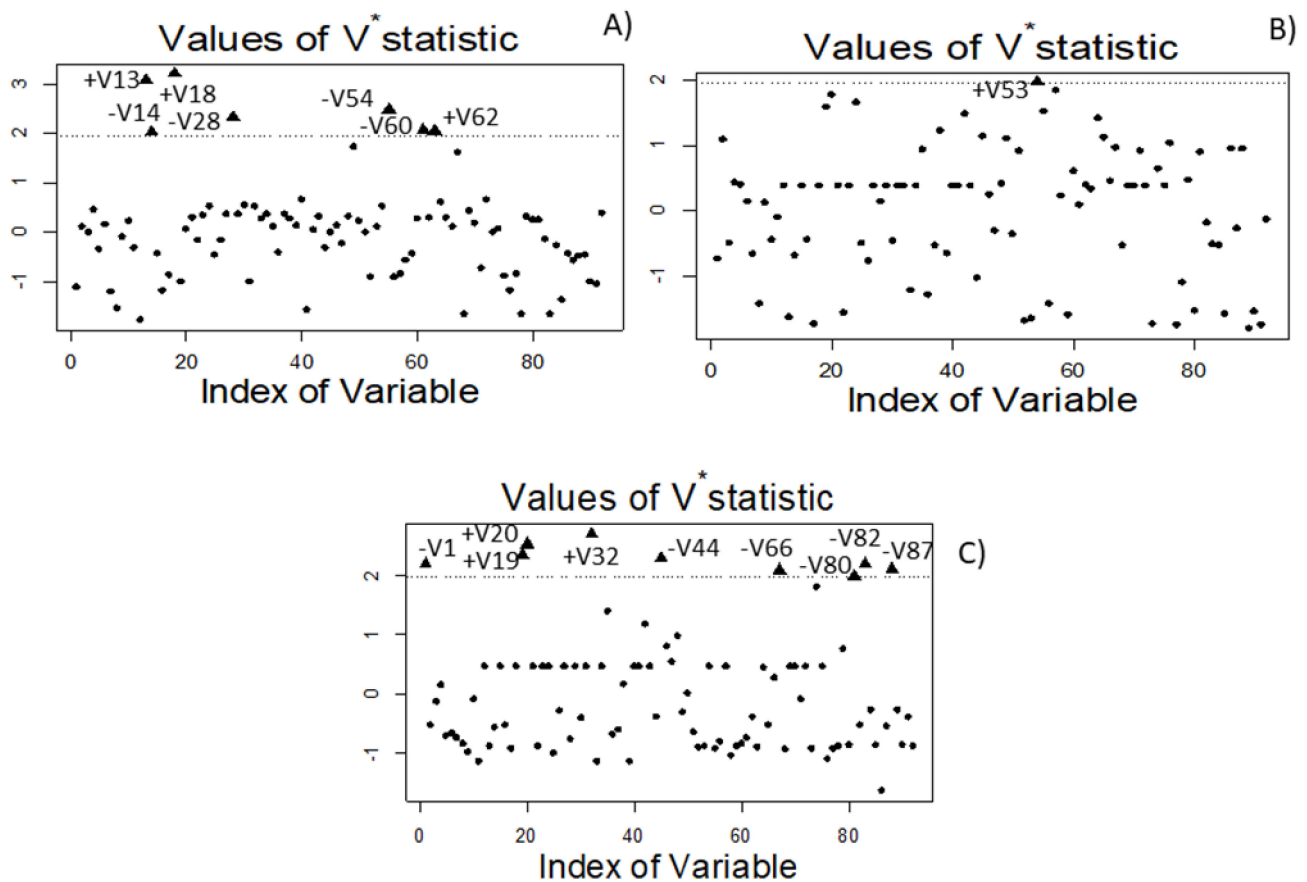 Values of V*statistic
A)
3
2
1
0
-1
+V13
+V18
-V14
-V28
-V54
-V60
+V62
0
20
40
60
80
Index of Variable
Values of V*statistic
B)
2
1
0
-1
+V53
0
20
40
60
80
Index of Variable
Values of V*statistic
C)
2
1
0
-1
-V1
+V20
+V19
+V32
-V44
-V66
-V80
-V82
-V87
0
20
40
60
80
Index of Variable